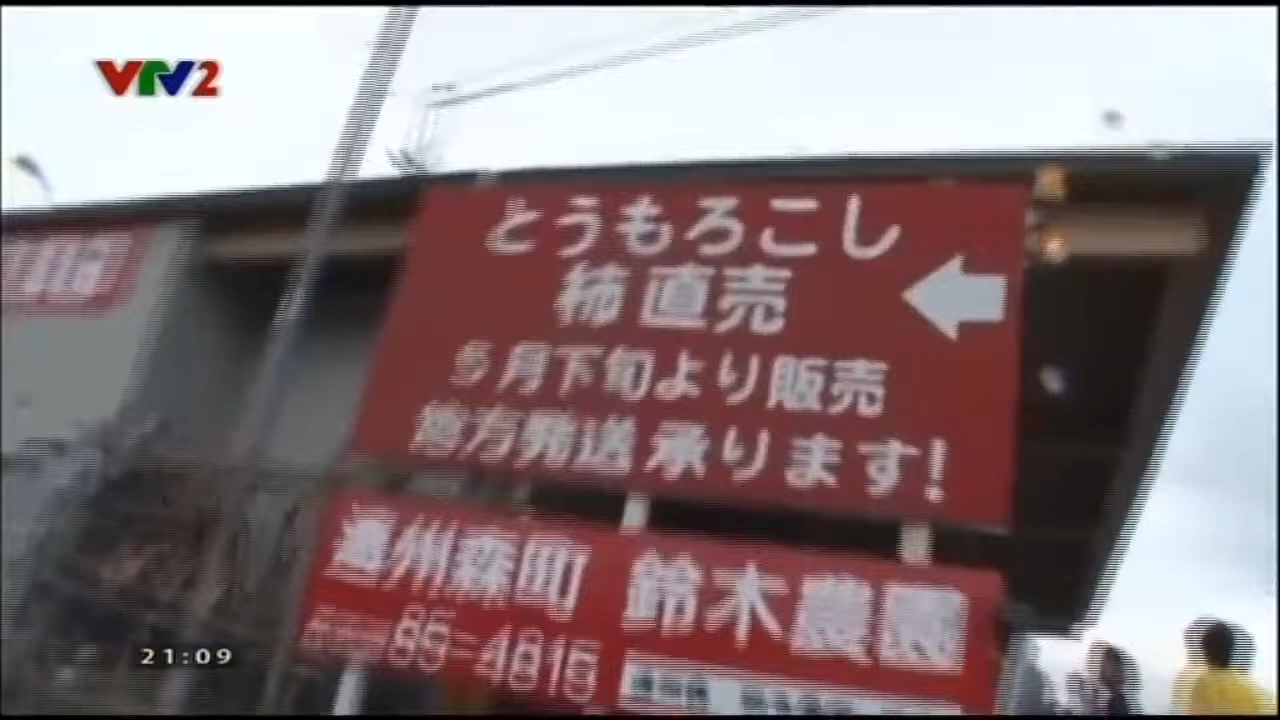 VTV2
とうもろこし
柿直売
5月下旬より販売
地方発送承ります!
遠州森町 鈴木農園
85-4815
21:09